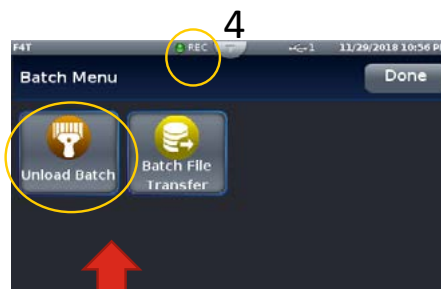 4
F4T REC 1 11/29/2018 10:56 P
Batch Menu Done
Unload Batch
Batch File
Transfer